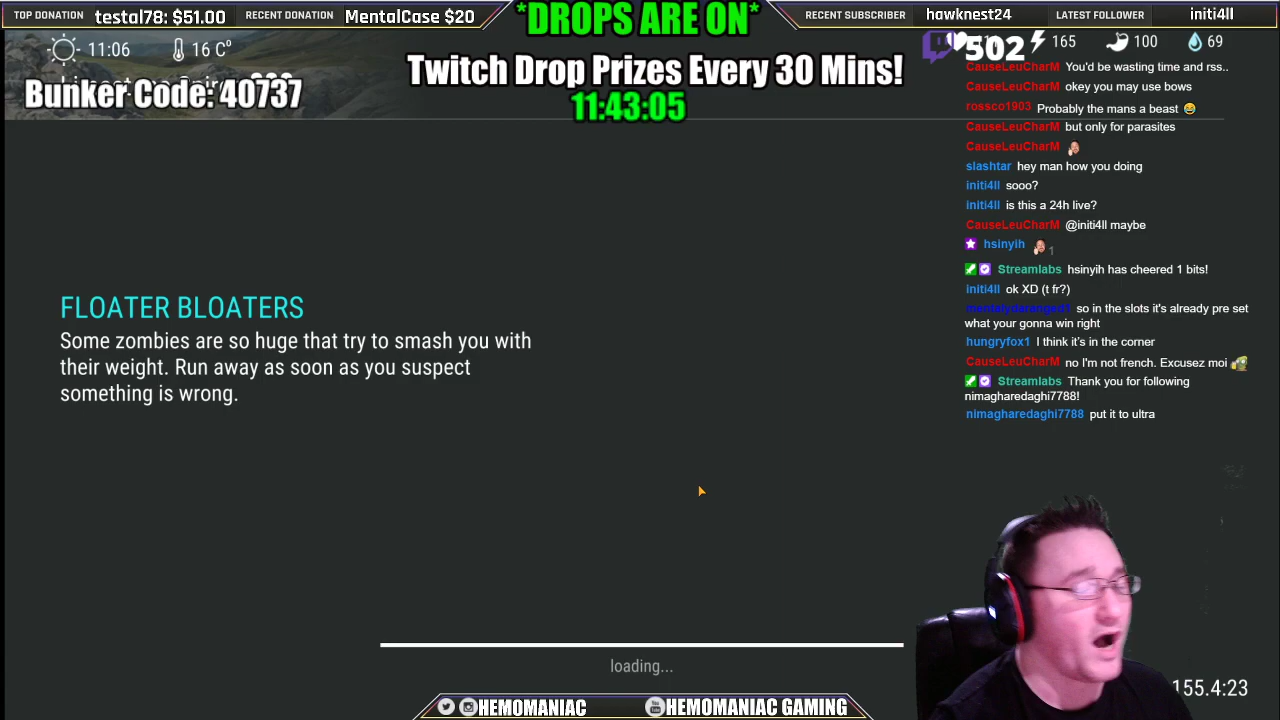 TOP DONATION testal78: $51.00 RECENT DONATION MentalCase $20
*DROPS ARE ON*
RECENT SUBSCRIBER hawknest24 LATEST FOLLOWER initi4ll
11:06 16 C°
Bunker Code: 40737
Twitch Drop Prizes Every 30 Mins!
11:43:05
502 165 100 69
CauseLeuCharM You'd be wasting time and rss..
CauseLeuCharM okey you may use bows
rossco1903 Probably the mans a beast 😂
CauseLeuCharM but only for parasites
CauseLeuCharM
slashtar hey man how you doing
initi4ll sooo?
initi4ll is this a 24h live?
CauseLeuCharM @initi4ll maybe
hsinyih 1
Streamlabs hsinyih has cheered 1 bits!
initi4ll ok XD (t fr?)
mentalyderanged1 so in the slots it's already pre set
what your gonna win right
hungryfox1 I think it's in the corner
CauseLeuCharM no I'm not french. Excusez moi
Streamlabs Thank you for following
nimagharedaghi7788!
nimagharedaghi7788 put it to ultra
FLOATER BLOATERS
Some zombies are so huge that try to smash you with
their weight. Run away as soon as you suspect
something is wrong.
loading...
155.4:23
HEMOMANIAC HEMOMANIAC GAMING